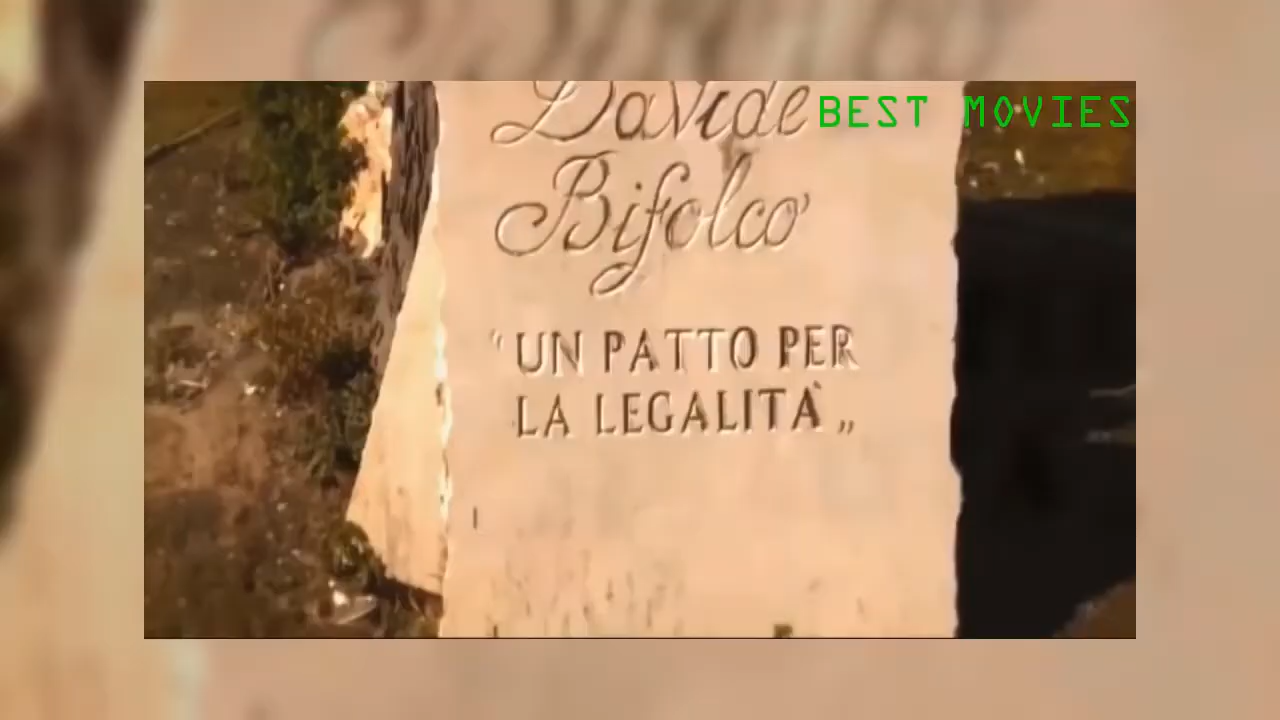 BEST MOVIES
Davide
Bifolco
"UN PATTO PER
LA LEGALITÀ„